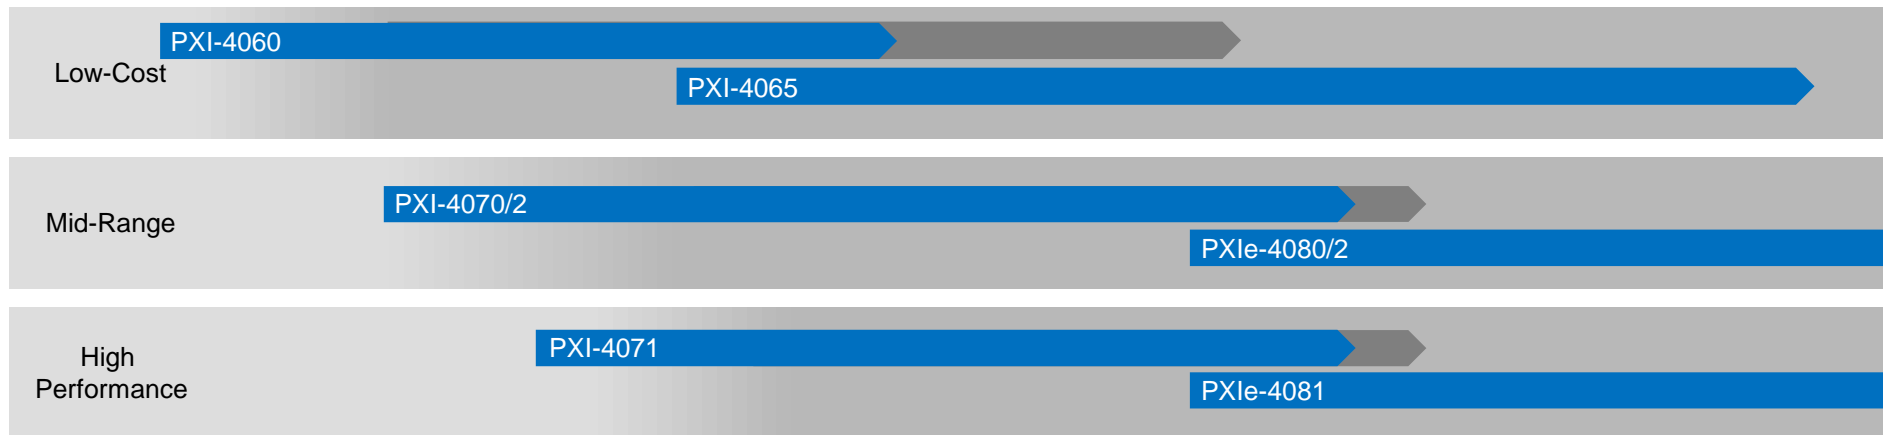 PXI-4060
Low-Cost
PXI-4065
PXI-4070/2
Mid-Range
PXIe-4080/2
PXI-4071
High
Performance
PXIe-4081